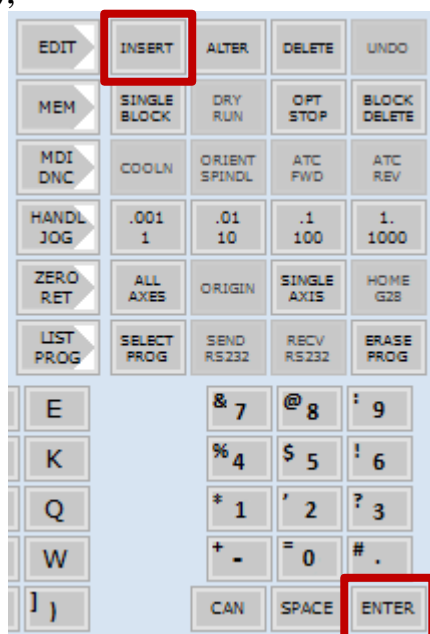 EDIT INSERT ALTER DELETE UNDO
MEM SINGLE BLOCK DRY RUN OPT STOP BLOCK DELETE
MDI DNC COOLN ORIENT SPINDL ATC FWD ATC REV
HANDL JOG .001 1 .01 10 .1 100 1. 1000
ZERO RET ALL AXES ORIGIN SINGLE AXIS HOME G28
LIST PROG SELECT PROG SEND RS232 RECV RS232 ERASE PROG
E & 7 @ 8 : 9
K % 4 $ 5 ! 6
Q * 1 ' 2 ? 3
W + - = 0 # .
] ) CAN SPACE ENTER